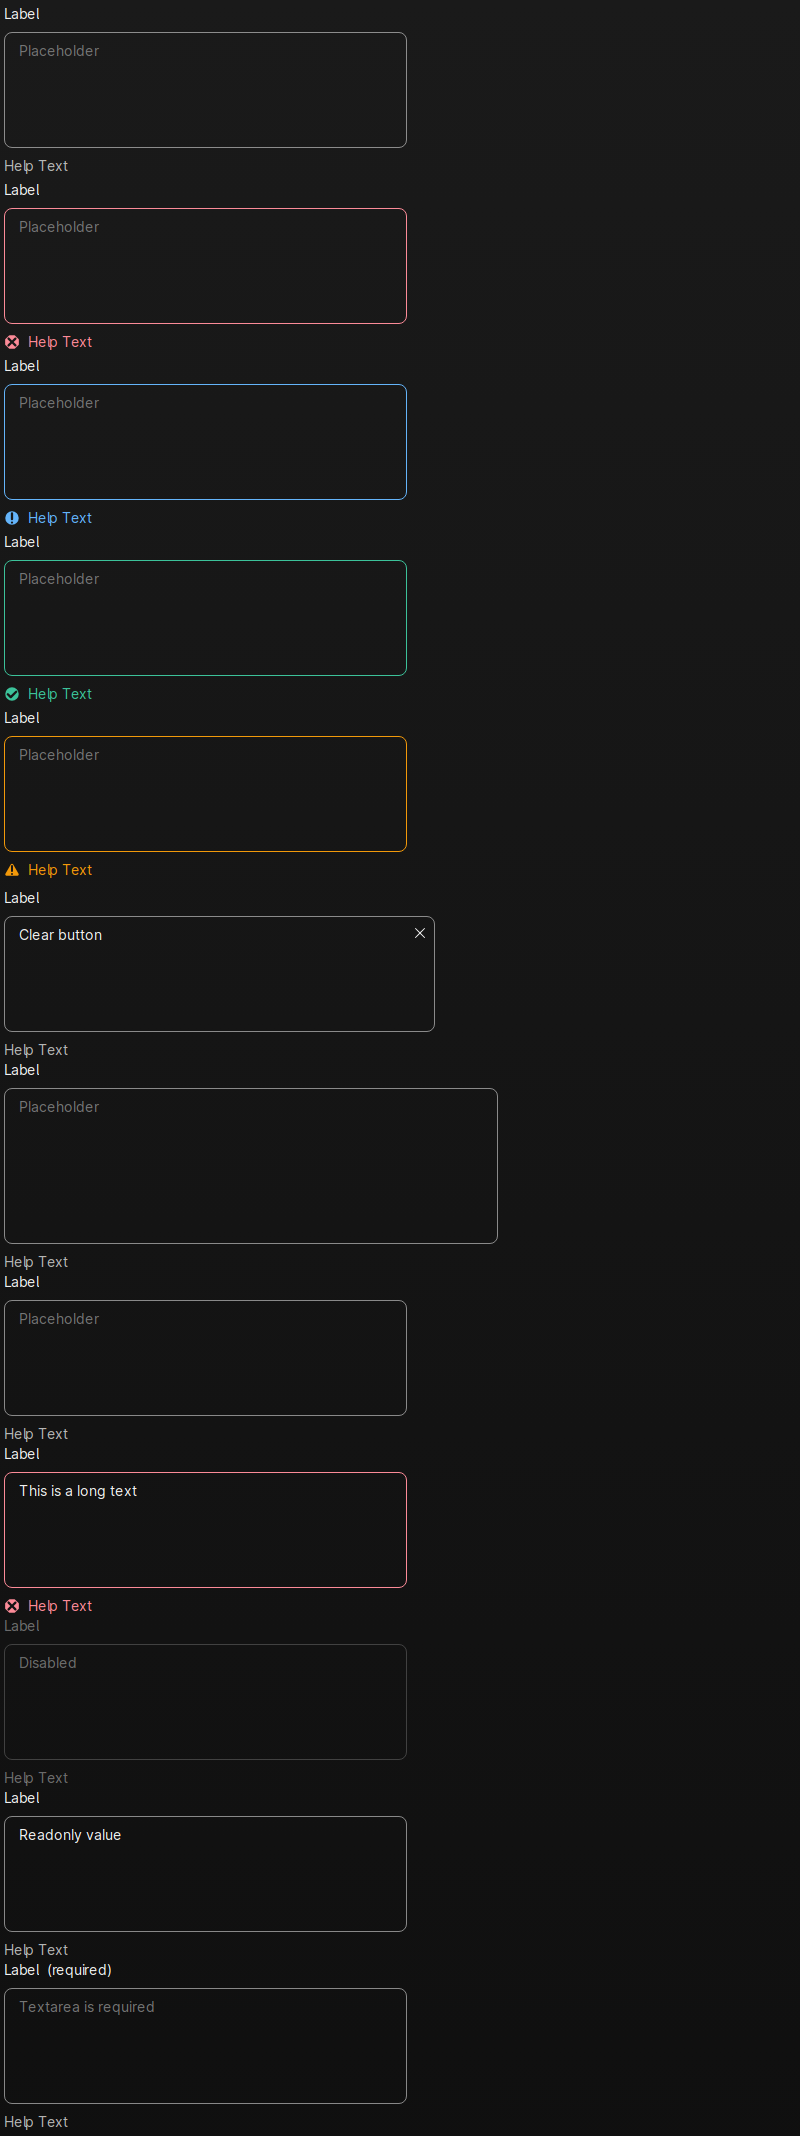 Label
Placeholder
Help Text
Label
Placeholder
Help Text
Label
Placeholder
Help Text
Label
Placeholder
Help Text
Label
Placeholder
Help Text
Label
Clear button
Help Text
Label
Placeholder
Help Text
Label
Placeholder
Help Text
Label
This is a long text
Help Text
Label
Disabled
Help Text
Label
Readonly value
Help Text
Label (required)
Textarea is required
Help Text